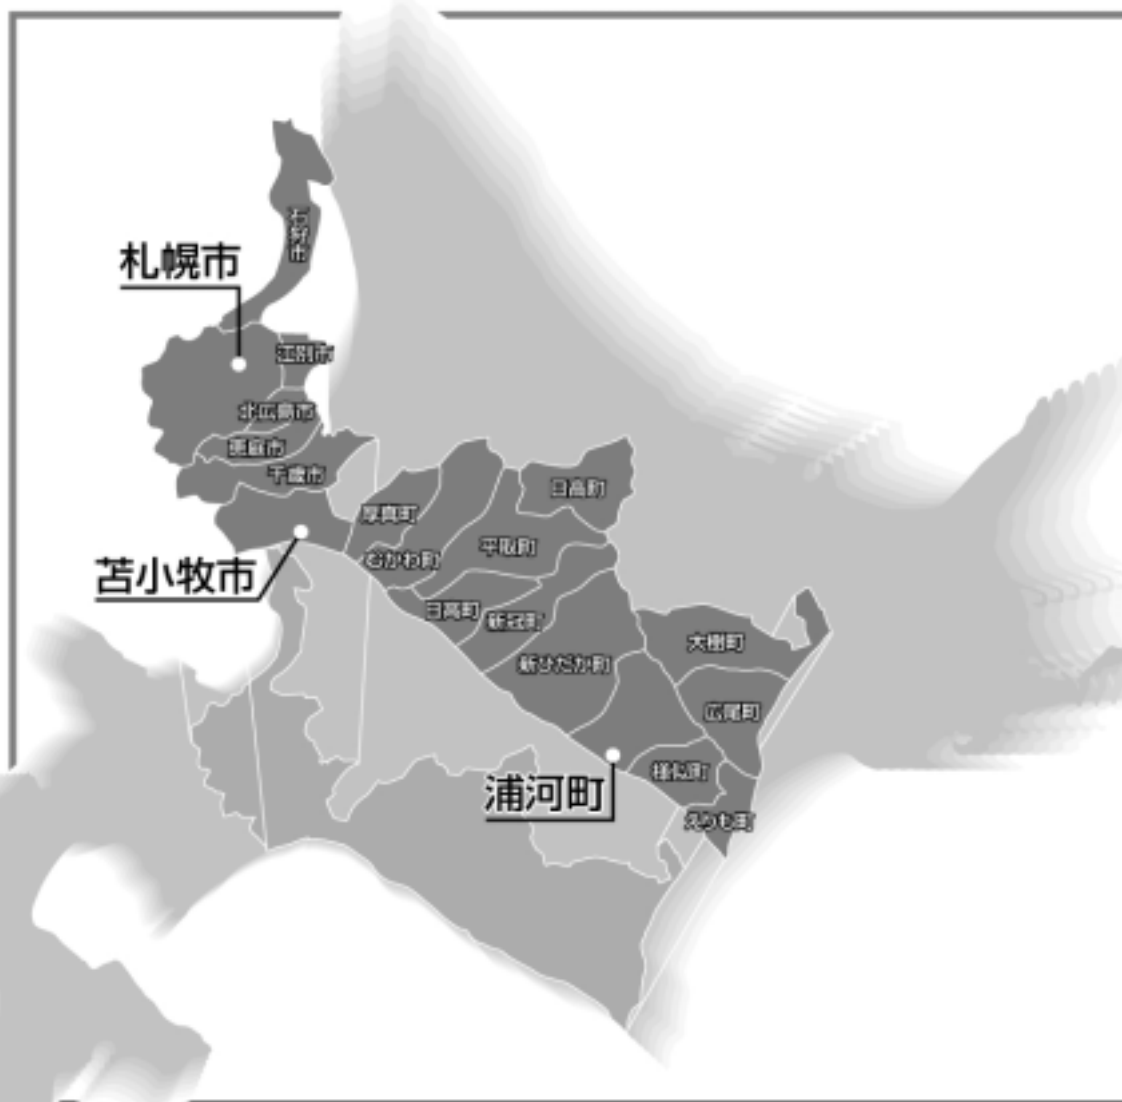 石狩市
札幌市
江別市
北広島市
恵庭市
千歳市
日高町
厚真町
平取町
むかわ町
苫小牧市
日高町
新冠町
大樹町
新ひだか町
広尾町
様似町
浦河町
えりも町